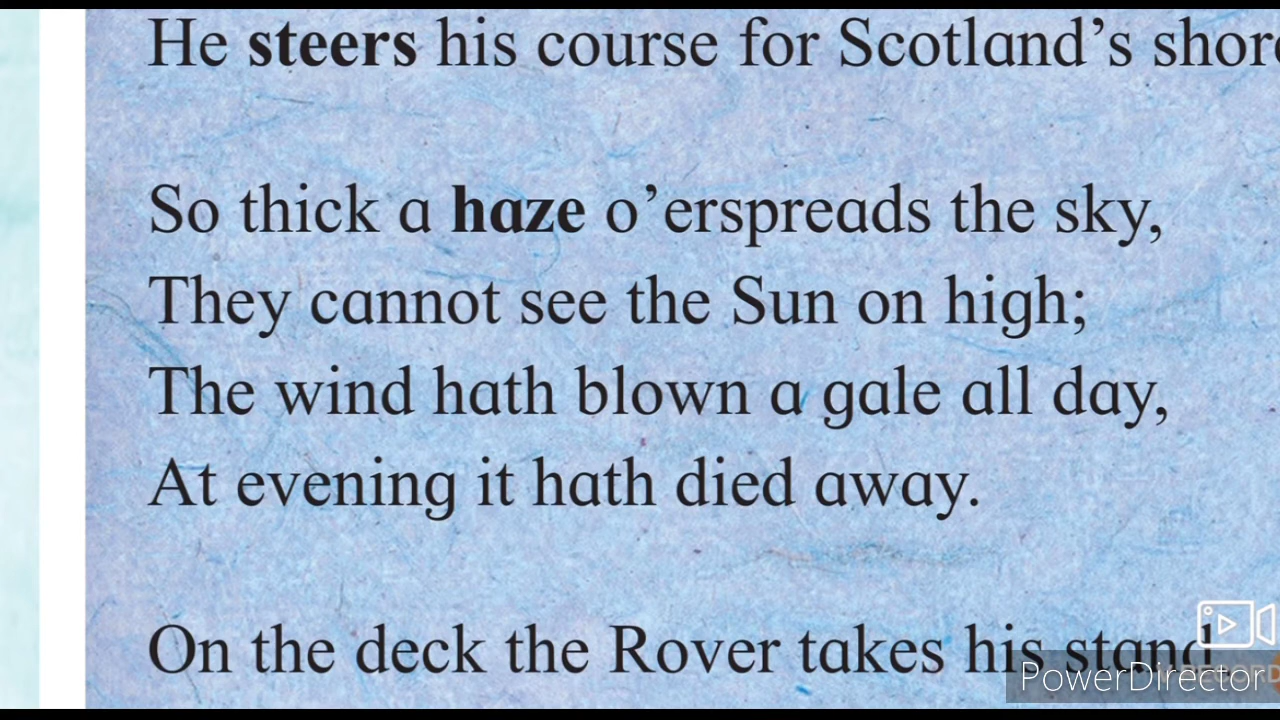 He steers his course for Scotland’s shore
So thick a haze o’erspreads the sky,
They cannot see the Sun on high;
The wind hath blown a gale all day,
At evening it hath died away.
On the deck the Rover takes his stand
PowerDirector